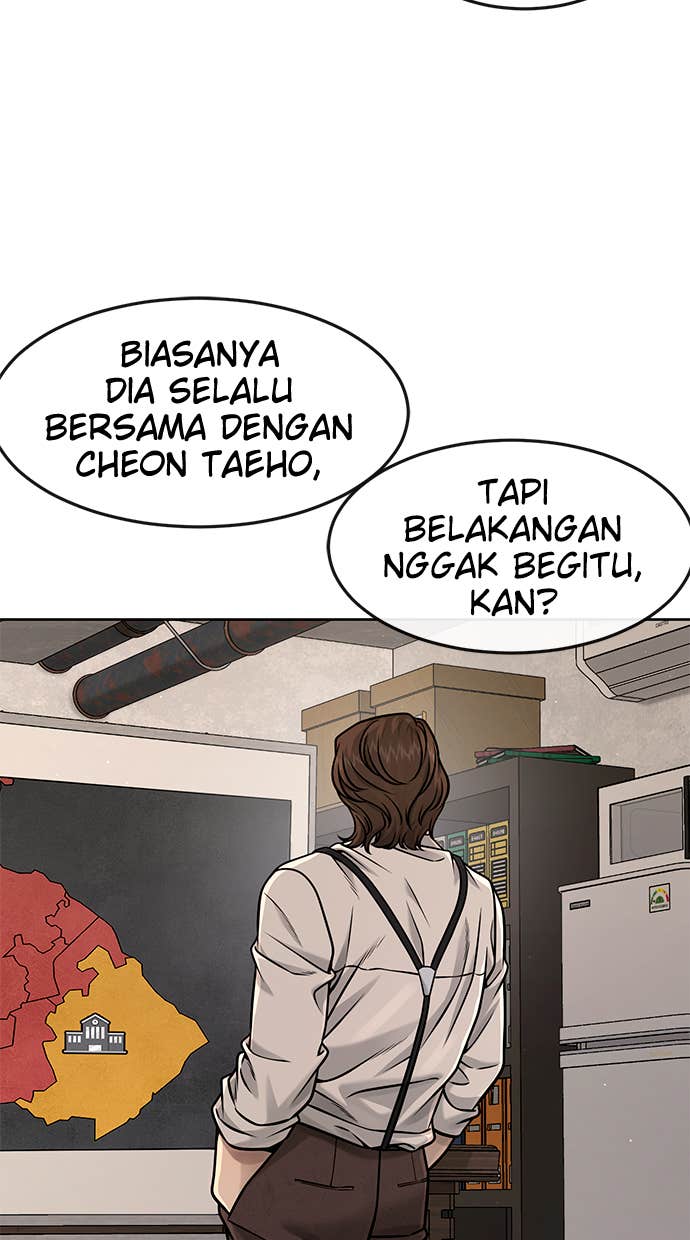 BIASANYA
DIA SELALU
BERSAMA DENGAN
CHEON TAEHO,
TAPI
BELAKANGAN
NGGAK BEGITU,
KAN?